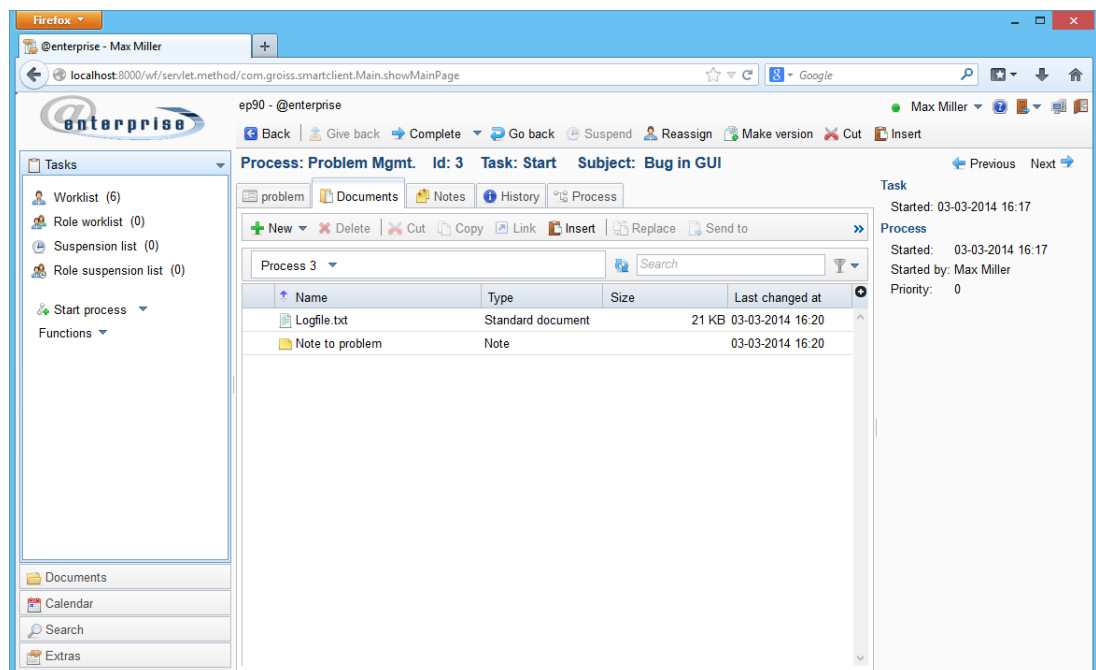 Firefox
@enterprise - Max Miller
localhost:8000/wf/servlet.method/com.groiss.smartclient.Main.showMainPage
Google
@enterprise
ep90 - @enterprise
Max Miller
Back Give back Complete Go back Suspend Reassign Make version Cut Insert
Tasks
Process: Problem Mgmt. Id: 3 Task: Start Subject: Bug in GUI
Previous Next
Worklist (6)
Role worklist (0)
Suspension list (0)
Role suspension list (0)
Start process
Functions
problem Documents Notes History Process
New Delete Cut Copy Link Insert Replace Send to
Process 3
Search
Name Type Size Last changed at
Logfile.txt Standard document 21 KB 03-03-2014 16:20
Note to problem Note 03-03-2014 16:20
Task
Started: 03-03-2014 16:17
Process
Started: 03-03-2014 16:17
Started by: Max Miller
Priority: 0
Documents
Calendar
Search
Extras